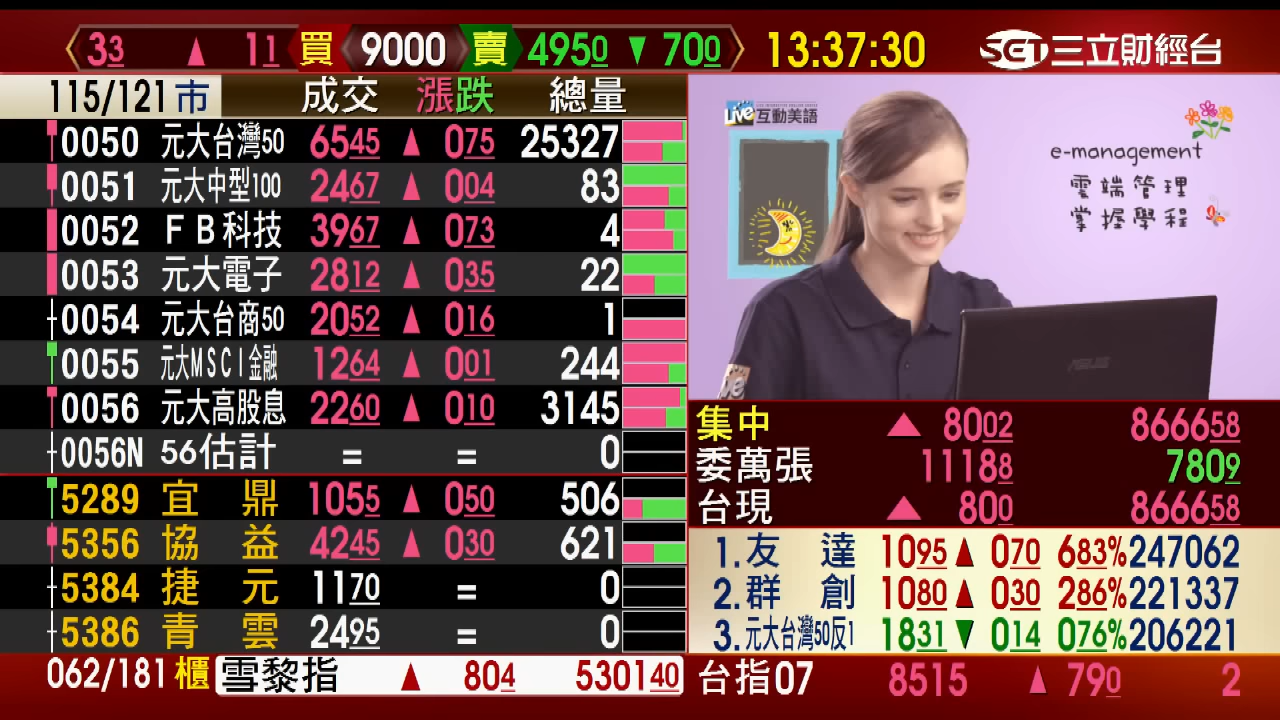 33 ▲ 11 買 9000 賣 4950 ▼ 700 13:37:30 SET三立財經台
115/121 市 成交 漲跌 總量
0050 元大台灣50 6545 ▲ 075 25327
0051 元大中型100 2467 ▲ 004 83
0052 FB科技 3967 ▲ 073 4
0053 元大電子 2812 ▲ 035 22
0054 元大台商50 2052 ▲ 016 1
0055 元大MSCI金融 1264 ▲ 001 244
0056 元大高股息 2260 ▲ 010 3145
0056N 56估計 = = 0
5289 宜鼎 1055 ▲ 050 506
5356 協益 4245 ▲ 030 621
5384 捷元 1170 = 0
5386 青雲 2495 = 0
062/181 櫃 雪黎指 ▲ 804 530140
Live 互動美語
e-management
雲端管理
掌握學程
ASUS
集中 ▲ 8002 866658
委萬張 11188 7809
台現 ▲ 800 866658
1.友達 1095 ▲ 070 683% 247062
2.群創 1080 ▲ 030 286% 221337
3.元大台灣50反1 1831 ▼ 014 076% 206221
台指07 8515 ▲ 790 2